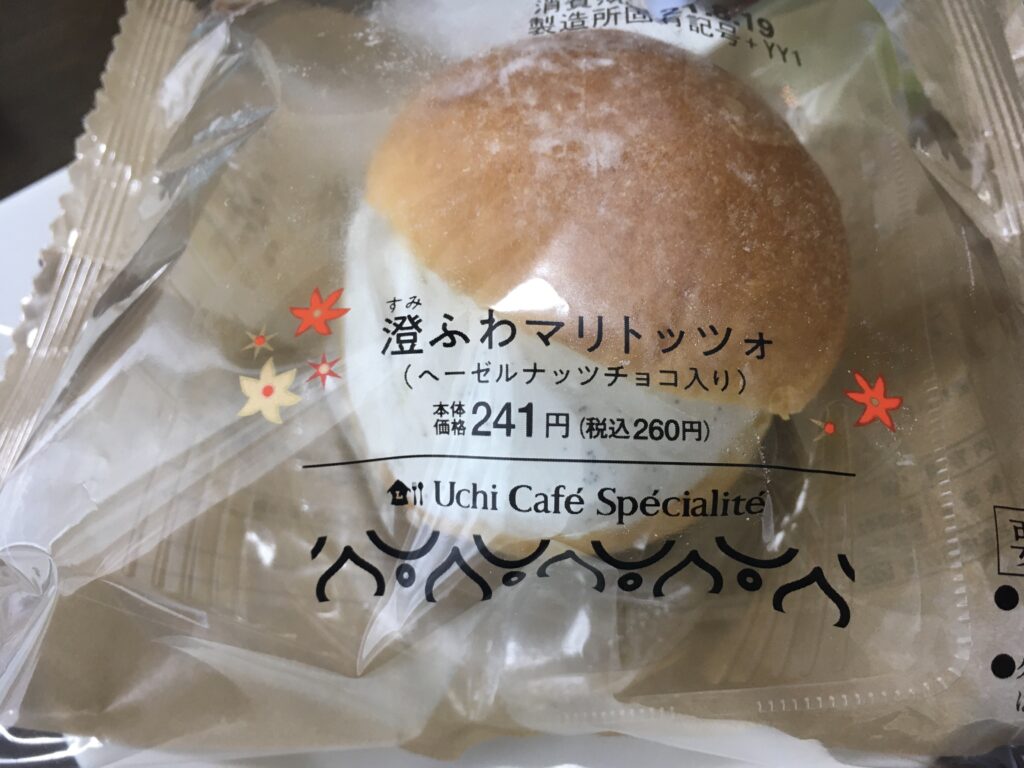 製造所固有記号+YY1
すみ
澄ふわマリトッツォ
(ヘーゼルナッツチョコ入り)
本体価格241円(税込260円)
Uchi Café Spécialité